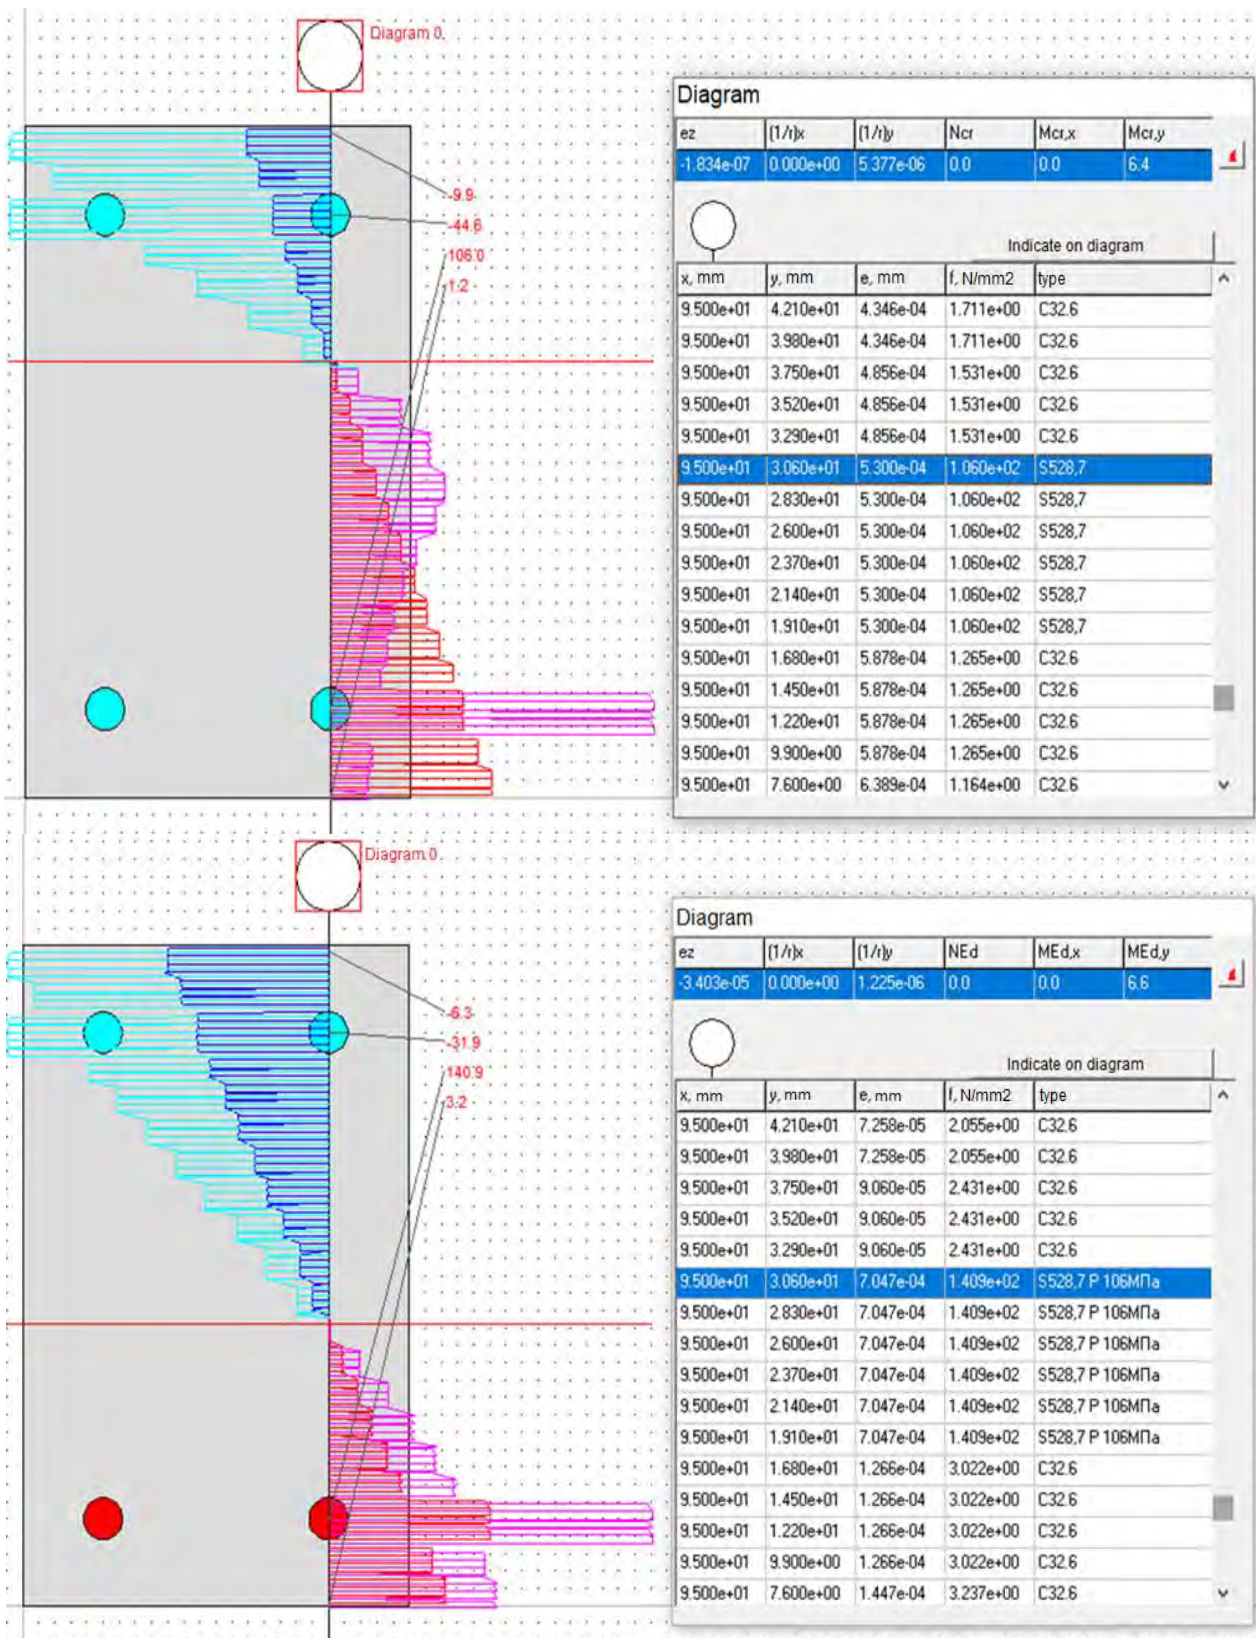 Diagram 0
Diagram
ez (1/r)x (1/r)y Ncr Mcr,x Mcr,y
-1.834e-07 0.000e+00 5.377e-06 0.0 0.0 6.4
-9.9
-44.6
106.0
1.2
Indicate on diagram
x, mm y, mm e, mm f, N/mm2 type
9.500e+01 4.210e+01 4.346e-04 1.711e+00 C32.6
9.500e+01 3.980e+01 4.346e-04 1.711e+00 C32.6
9.500e+01 3.750e+01 4.856e-04 1.531e+00 C32.6
9.500e+01 3.520e+01 4.856e-04 1.531e+00 C32.6
9.500e+01 3.290e+01 4.856e-04 1.531e+00 C32.6
9.500e+01 3.060e+01 5.300e-04 1.060e+02 S528,7
9.500e+01 2.830e+01 5.300e-04 1.060e+02 S528,7
9.500e+01 2.600e+01 5.300e-04 1.060e+02 S528,7
9.500e+01 2.370e+01 5.300e-04 1.060e+02 S528,7
9.500e+01 2.140e+01 5.300e-04 1.060e+02 S528,7
9.500e+01 1.910e+01 5.300e-04 1.060e+02 S528,7
9.500e+01 1.680e+01 5.878e-04 1.265e+00 C32.6
9.500e+01 1.450e+01 5.878e-04 1.265e+00 C32.6
9.500e+01 1.220e+01 5.878e-04 1.265e+00 C32.6
9.500e+01 9.900e+00 5.878e-04 1.265e+00 C32.6
9.500e+01 7.600e+00 6.389e-04 1.164e+00 C32.6
Diagram 0
Diagram
ez (1/r)x (1/r)y NEd MEd,x MEd,y
-3.403e-05 0.000e+00 1.225e-06 0.0 0.0 6.6
-6.3
-31.9
140.9
3.2
Indicate on diagram
x, mm y, mm e, mm f, N/mm2 type
9.500e+01 4.210e+01 7.258e-05 2.055e+00 C32.6
9.500e+01 3.980e+01 7.258e-05 2.055e+00 C32.6
9.500e+01 3.750e+01 9.060e-05 2.431e+00 C32.6
9.500e+01 3.520e+01 9.060e-05 2.431e+00 C32.6
9.500e+01 3.290e+01 9.060e-05 2.431e+00 C32.6
9.500e+01 3.060e+01 7.047e-04 1.409e+02 S528,7 P 106МПа
9.500e+01 2.830e+01 7.047e-04 1.409e+02 S528,7 P 106МПа
9.500e+01 2.600e+01 7.047e-04 1.409e+02 S528,7 P 106МПа
9.500e+01 2.370e+01 7.047e-04 1.409e+02 S528,7 P 106МПа
9.500e+01 2.140e+01 7.047e-04 1.409e+02 S528,7 P 106МПа
9.500e+01 1.910e+01 7.047e-04 1.409e+02 S528,7 P 106МПа
9.500e+01 1.680e+01 1.266e-04 3.022e+00 C32.6
9.500e+01 1.450e+01 1.266e-04 3.022e+00 C32.6
9.500e+01 1.220e+01 1.266e-04 3.022e+00 C32.6
9.500e+01 9.900e+00 1.266e-04 3.022e+00 C32.6
9.500e+01 7.600e+00 1.447e-04 3.237e+00 C32.6